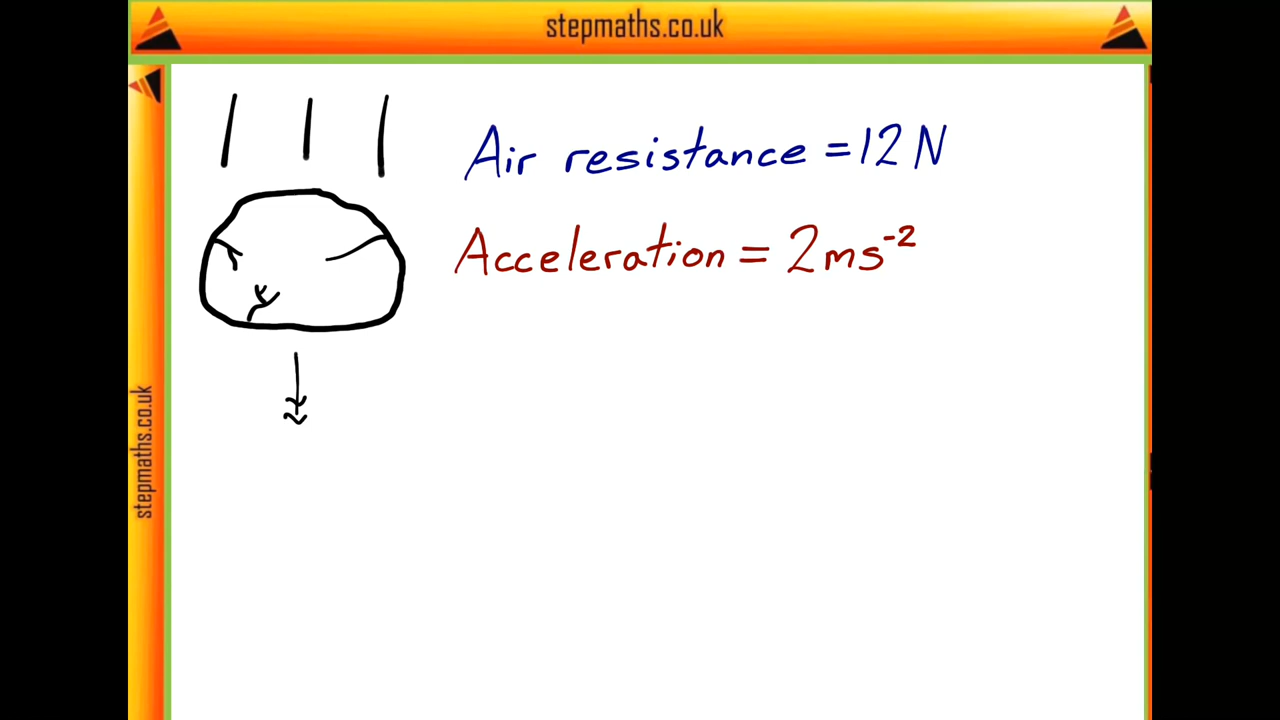 stepmaths.co.uk
Air resistance = 12 N
Acceleration = 2ms⁻²
stepmaths.co.uk